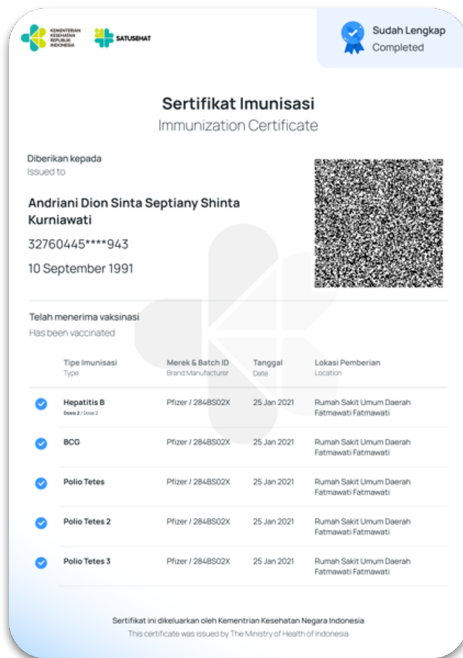 KEMENTERIAN
KESEHATAN
REPUBLIK
INDONESIA
SATUSEHAT
Sudah Lengkap
Completed
Sertifikat Imunisasi
Immunization Certificate
Diberikan kepada
Issued to
Andriani Dion Sinta Septiany Shinta
Kurniawati
32760445****943
10 September 1991
Telah menerima vaksinasi
Has been vaccinated
Tipe Imunisasi Merek & Batch ID Tanggal Lokasi Pemberian
Type Brand Manufacturer Date Location
Hepatitis B Pfizer / 284BS02X 25 Jan 2021 Rumah Sakit Umum Daerah
Dosis 2 / Dose 2 Fatmawati Fatmawati
BCG Pfizer / 284BS02X 25 Jan 2021 Rumah Sakit Umum Daerah
Fatmawati Fatmawati
Polio Tetes Pfizer / 284BS02X 25 Jan 2021 Rumah Sakit Umum Daerah
Fatmawati Fatmawati
Polio Tetes 2 Pfizer / 284BS02X 25 Jan 2021 Rumah Sakit Umum Daerah
Fatmawati Fatmawati
Polio Tetes 3 Pfizer / 284BS02X 25 Jan 2021 Rumah Sakit Umum Daerah
Fatmawati Fatmawati
Sertifikat ini dikeluarkan oleh Kementrian Kesehatan Negara Indonesia
This certificate was issued by The Ministry of Health of Indonesia